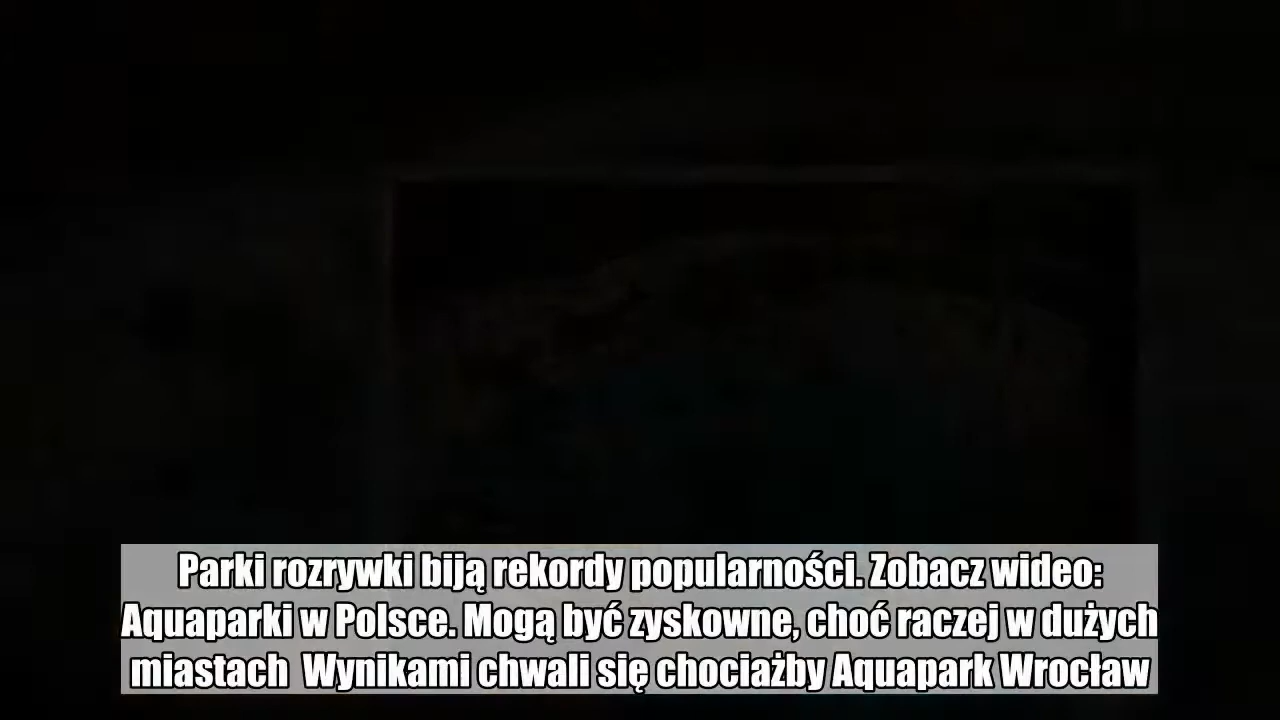 Parki rozrywki biją rekordy popularności. Zobacz wideo:
Aquaparki w Polsce. Mogą być zyskowne, choć raczej w dużych
miastach  Wynikami chwali się chociażby Aquapark Wrocław